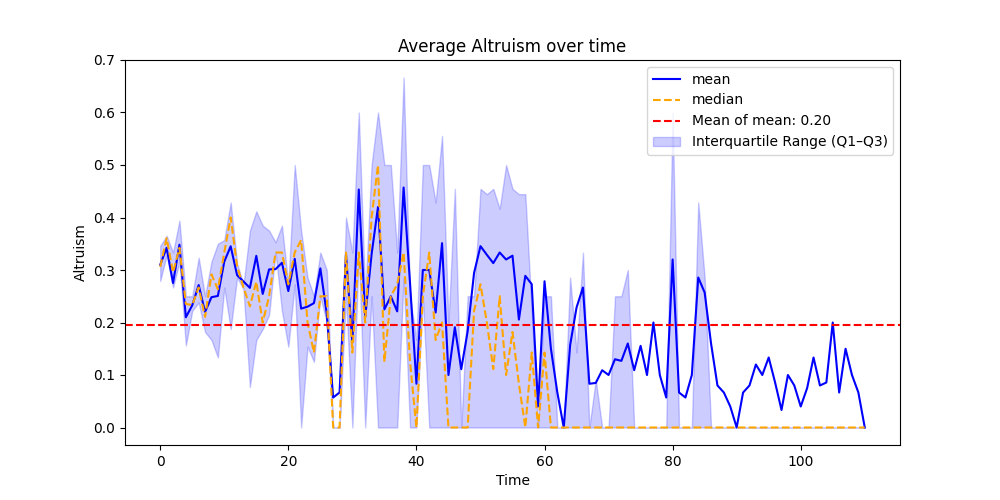 Average Altruism over time
0.7
0.6
0.5
0.4
0.3
0.2
0.1
0.0
Altruism
mean
median
Mean of mean: 0.20
Interquartile Range (Q1–Q3)
0 20 40 60 80 100
Time